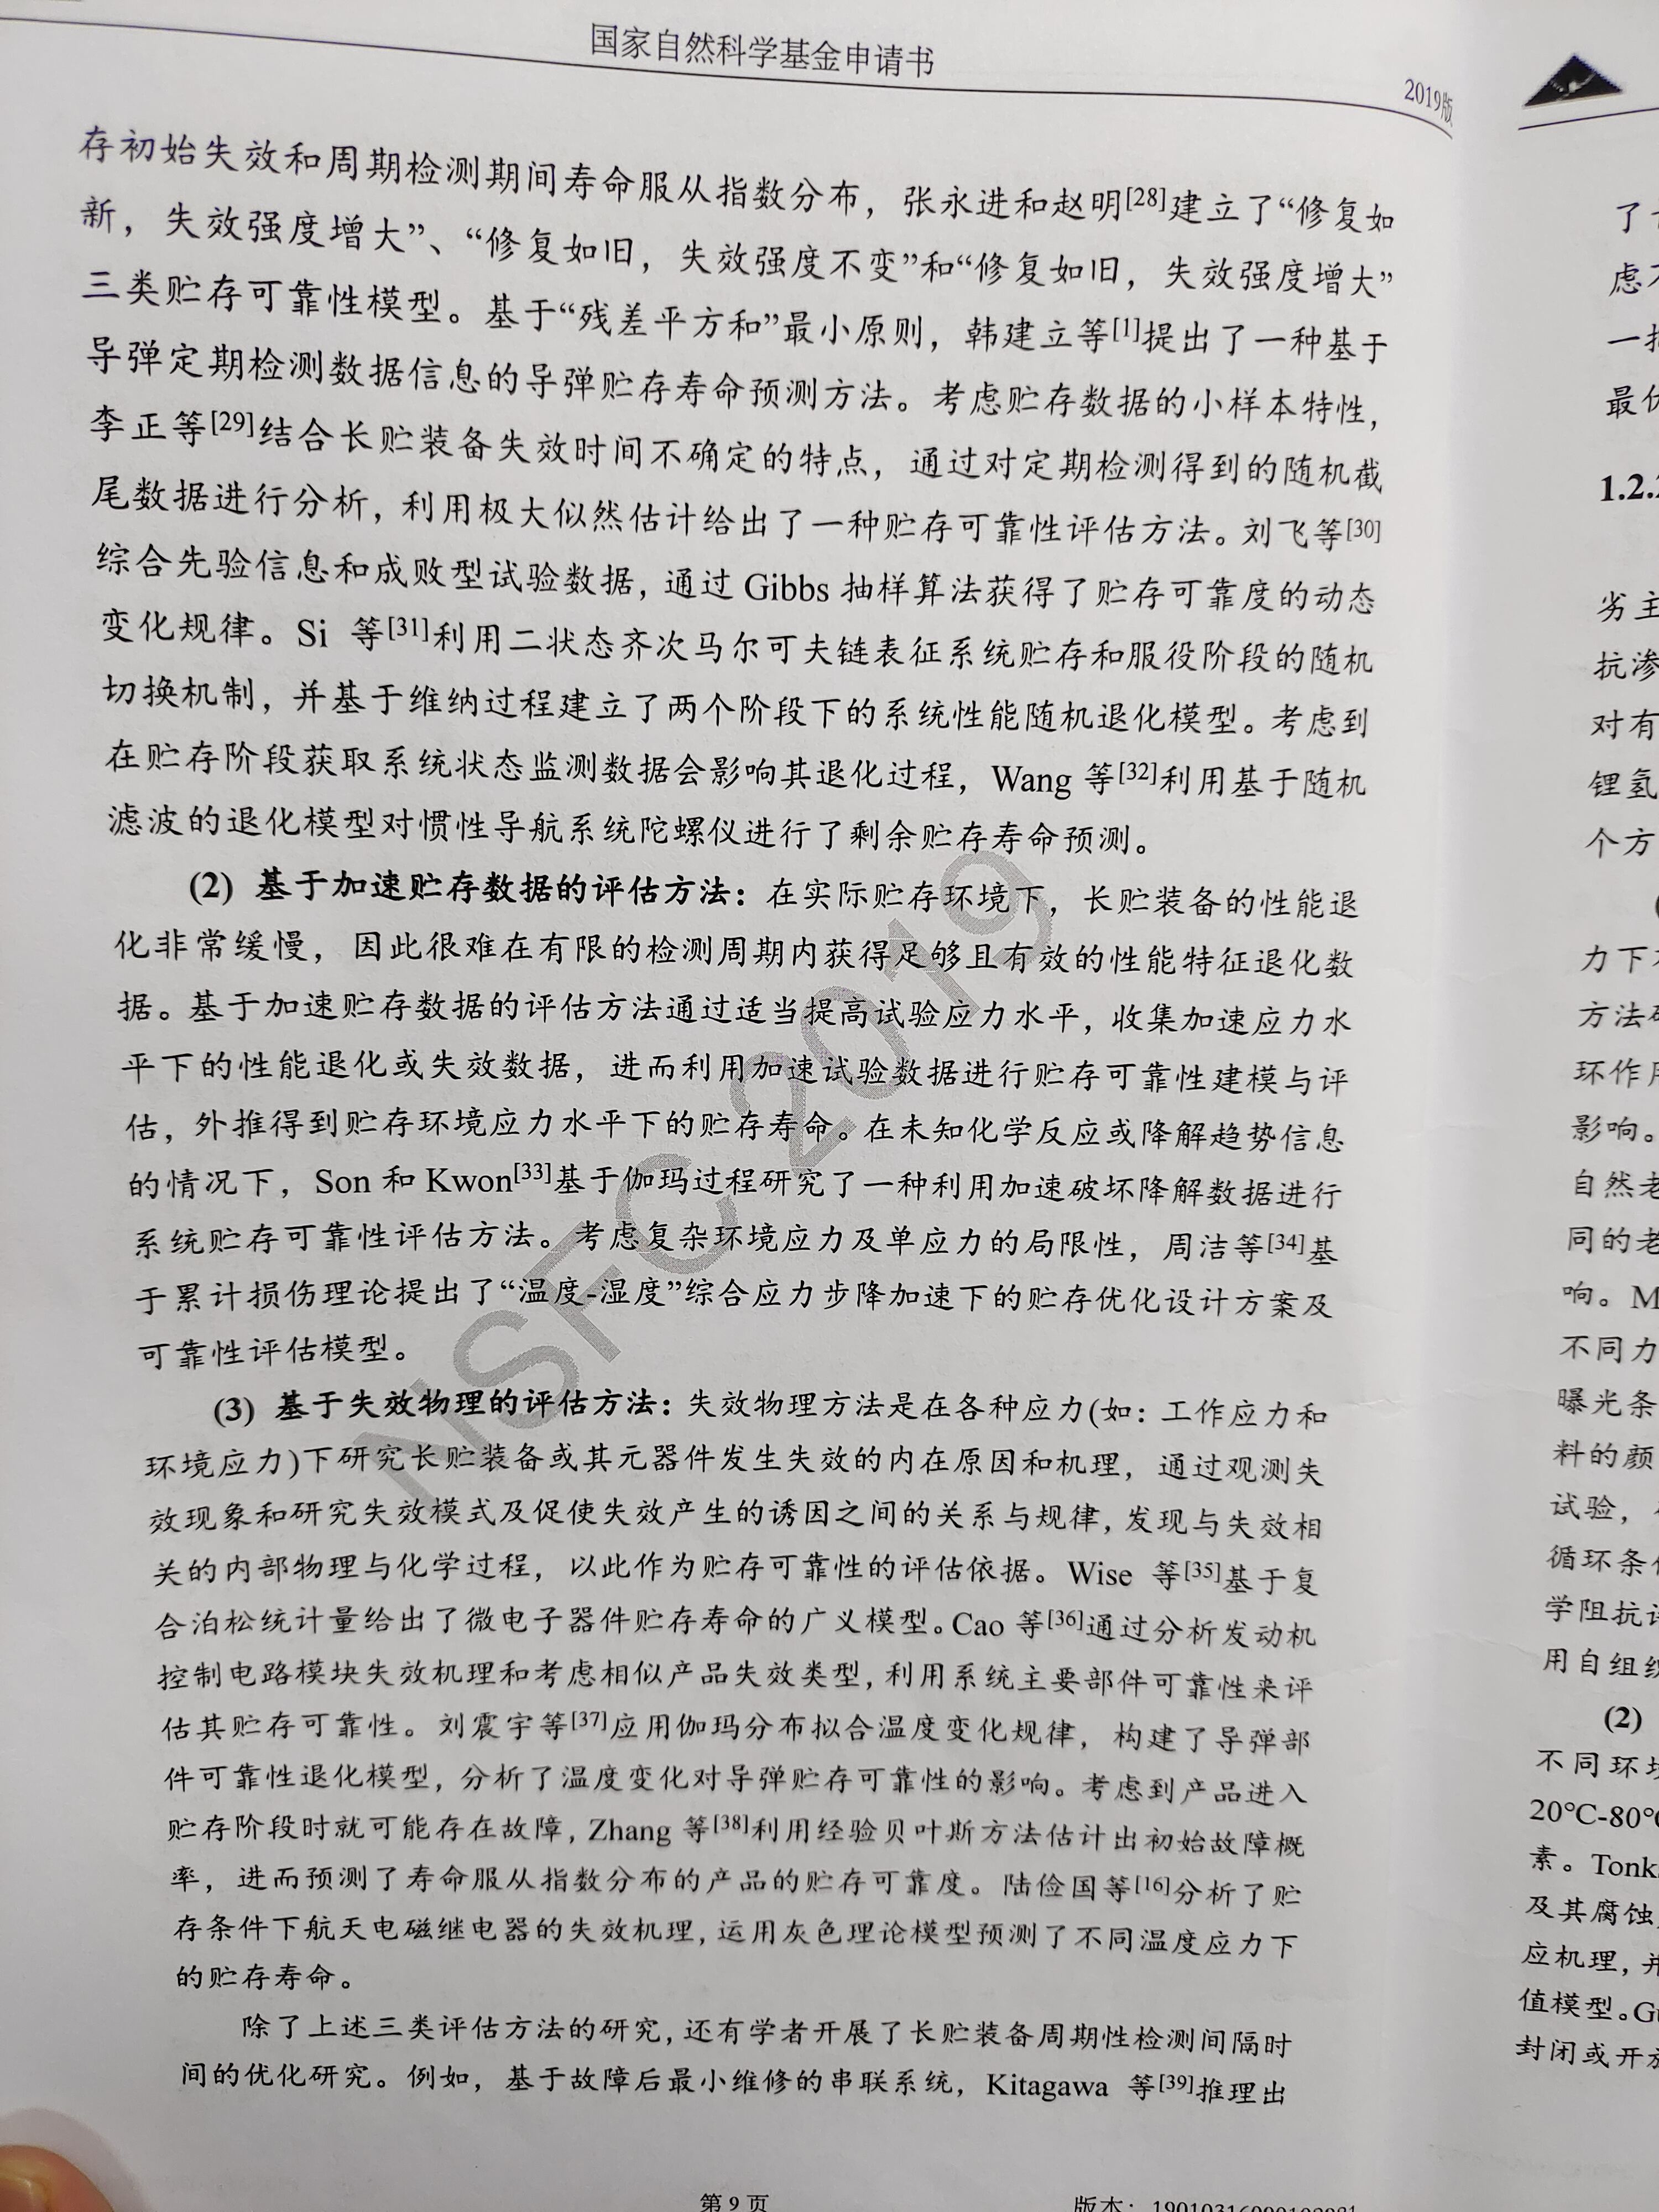 国家自然科学基金申请书
2019版
存初始失效和周期检测期间寿命服从指数分布，张永进和赵明[28]建立了“修复如
新，失效强度增大”、“修复如旧，失效强度不变”和“修复如旧，失效强度增大”
三类贮存可靠性模型。基于“残差平方和”最小原则，韩建立等[1]提出了一种基于
导弹定期检测数据信息的导弹贮存寿命预测方法。考虑贮存数据的小样本特性，
李正等[29]结合长贮装备失效时间不确定的特点，通过对定期检测得到的随机截
尾数据进行分析，利用极大似然估计给出了一种贮存可靠性评估方法。刘飞等[30]
综合先验信息和成败型试验数据，通过 Gibbs 抽样算法获得了贮存可靠度的动态
变化规律。Si 等[31]利用二状态齐次马尔可夫链表征系统贮存和服役阶段的随机
切换机制，并基于维纳过程建立了两个阶段下的系统性能随机退化模型。考虑到
在贮存阶段获取系统状态监测数据会影响其退化过程，Wang 等[32]利用基于随机
滤波的退化模型对惯性导航系统陀螺仪进行了剩余贮存寿命预测。
(2) 基于加速贮存数据的评估方法：在实际贮存环境下，长贮装备的性能退
化非常缓慢，因此很难在有限的检测周期内获得足够且有效的性能特征退化数
据。基于加速贮存数据的评估方法通过适当提高试验应力水平，收集加速应力水
平下的性能退化或失效数据，进而利用加速试验数据进行贮存可靠性建模与评
估，外推得到贮存环境应力水平下的贮存寿命。在未知化学反应或降解趋势信息
的情况下，Son 和 Kwon[33]基于伽玛过程研究了一种利用加速破坏降解数据进行
系统贮存可靠性评估方法。考虑复杂环境应力及单应力的局限性，周洁等[34]基
于累计损伤理论提出了“温度-湿度”综合应力步降加速下的贮存优化设计方案及
可靠性评估模型。
(3) 基于失效物理的评估方法：失效物理方法是在各种应力(如：工作应力和
环境应力)下研究长贮装备或其元器件发生失效的内在原因和机理，通过观测失
效现象和研究失效模式及促使失效产生的诱因之间的关系与规律，发现与失效相
关的内部物理与化学过程，以此作为贮存可靠性的评估依据。Wise 等[35]基于复
合泊松统计量给出了微电子器件贮存寿命的广义模型。Cao 等[36]通过分析发动机
控制电路模块失效机理和考虑相似产品失效类型，利用系统主要部件可靠性来评
估其贮存可靠性。刘震宇等[37]应用伽玛分布拟合温度变化规律，构建了导弹部
件可靠性退化模型，分析了温度变化对导弹贮存可靠性的影响。考虑到产品进入
贮存阶段时就可能存在故障，Zhang 等[38]利用经验贝叶斯方法估计出初始故障概
率，进而预测了寿命服从指数分布的产品的贮存可靠度。陆俭国等[16]分析了贮
存条件下航天电磁继电器的失效机理，运用灰色理论模型预测了不同温度应力下
的贮存寿命。
除了上述三类评估方法的研究，还有学者开展了长贮装备周期性检测间隔时
间的优化研究。例如，基于故障后最小维修的串联系统，Kitagawa 等[39]推理出
NSFC 2019
第 9 页
版本：
一
最
1.2.
劣主
抗渗
对有
锂氢
个方
力下
方法
环作
影响。
自然老
同的老
响。M
不同力
曝光条
料的颜
试验，
循环条
学阻抗
用自组
(2)
不同环
20℃-80
素。Tonk
及其腐蚀
应机理，
值模型。G
封闭或开